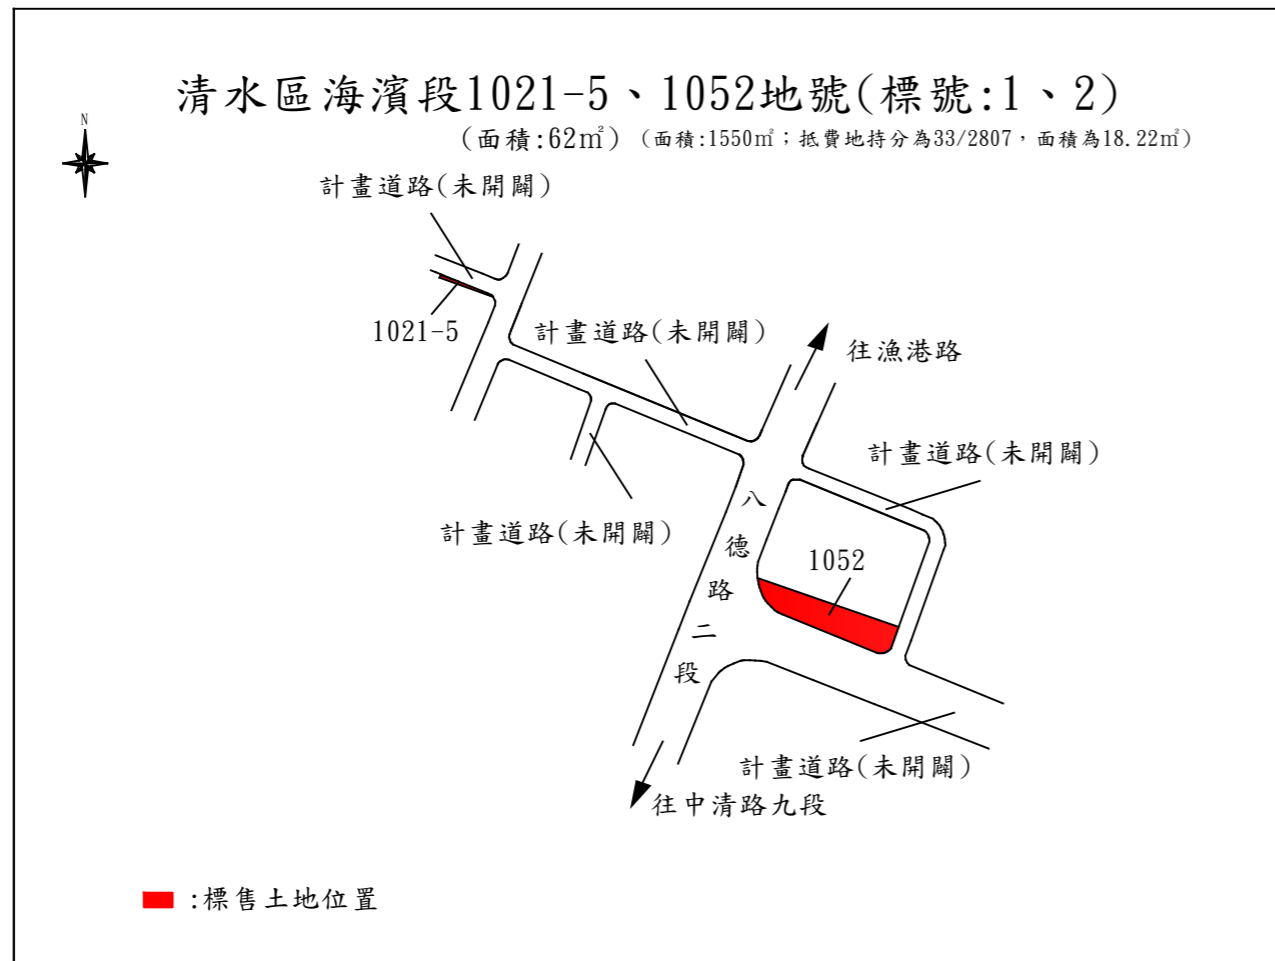 清水區海濱段1021-5、1052地號(標號:1、2)
(面積:62㎡) (面積:1550㎡；抵費地持分為33/2807，面積為18.22㎡)
N
計畫道路(未開闢)
1021-5
計畫道路(未開闢)
往漁港路
計畫道路(未開闢)
計畫道路(未開闢)
八德路二段
1052
計畫道路(未開闢)
往中清路九段
:標售土地位置